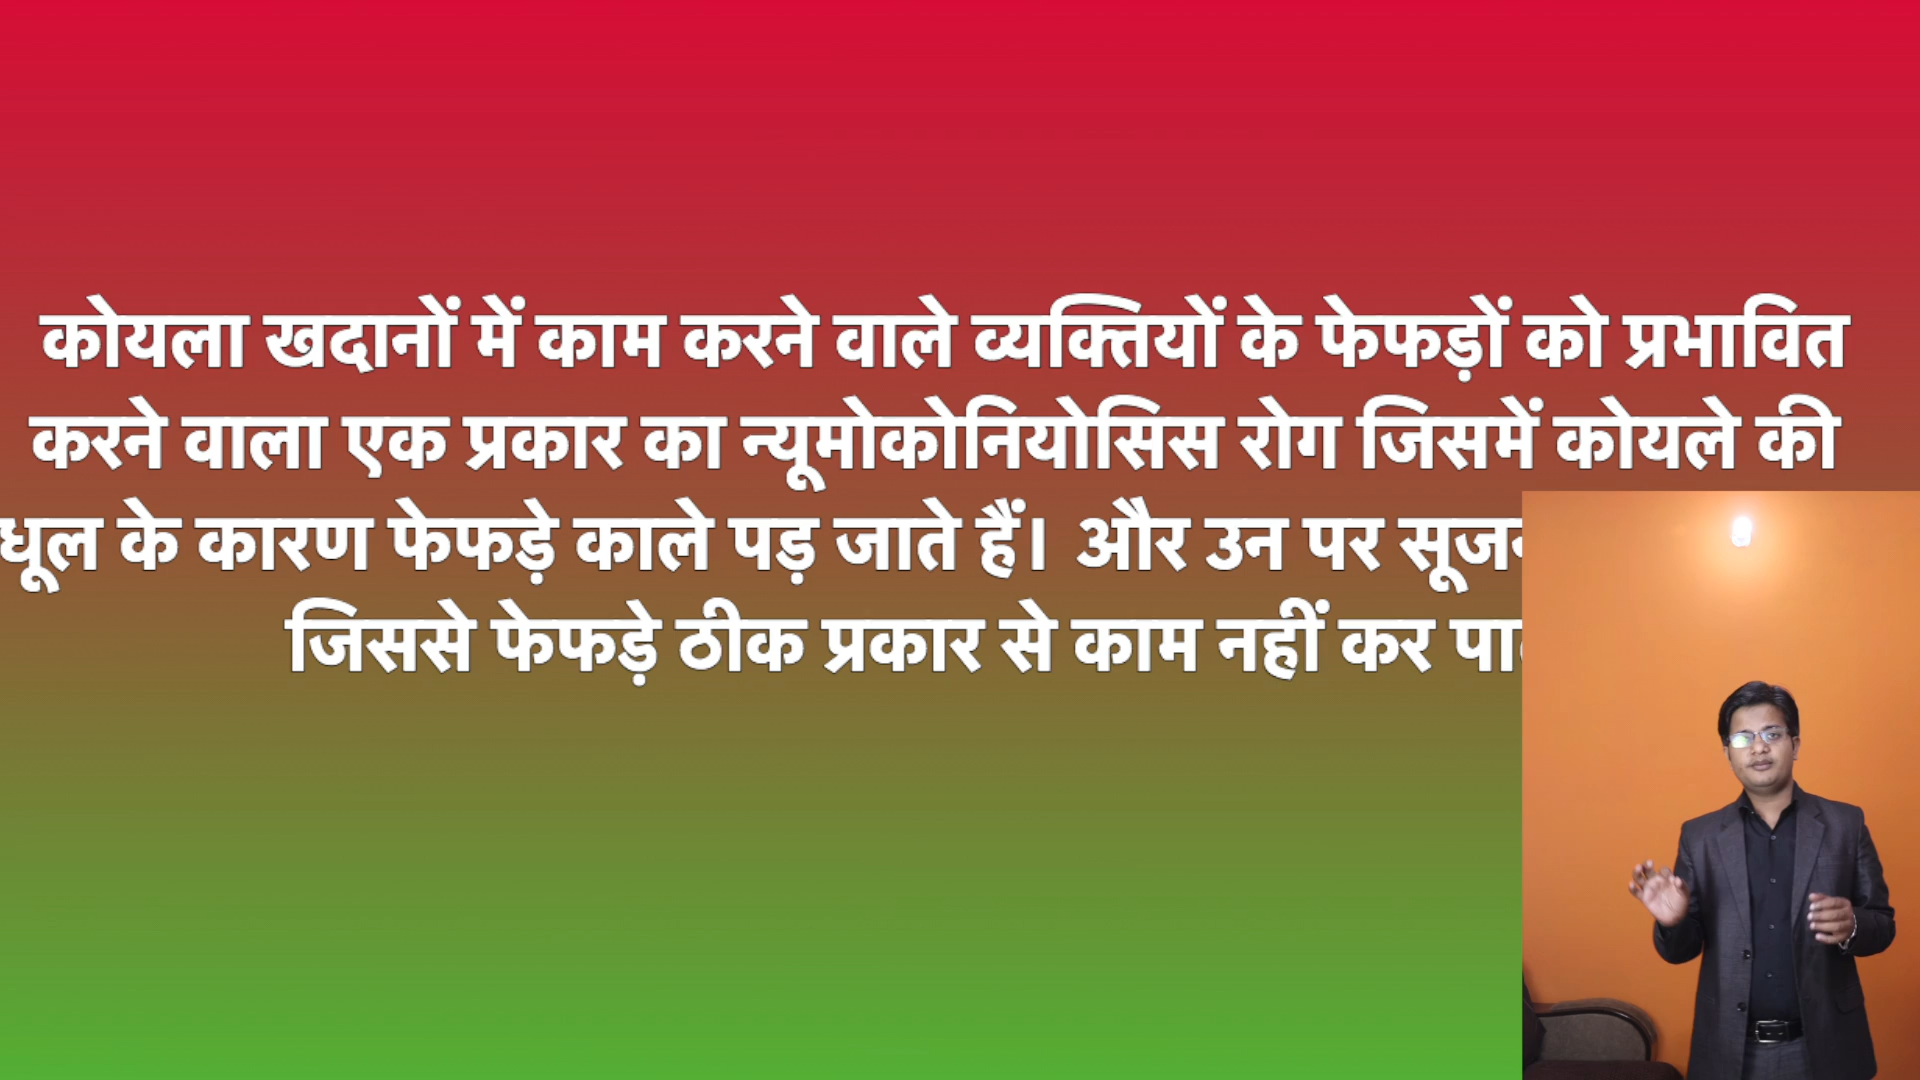 कोयला खदानों में काम करने वाले व्यक्तियों के फेफड़ों को प्रभावित
करने वाला एक प्रकार का न्यूमोकोनियोसिस रोग जिसमें कोयले की
धूल के कारण फेफड़े काले पड़ जाते हैं। और उन पर
जिससे फेफड़े ठीक प्रकार से काम नहीं कर